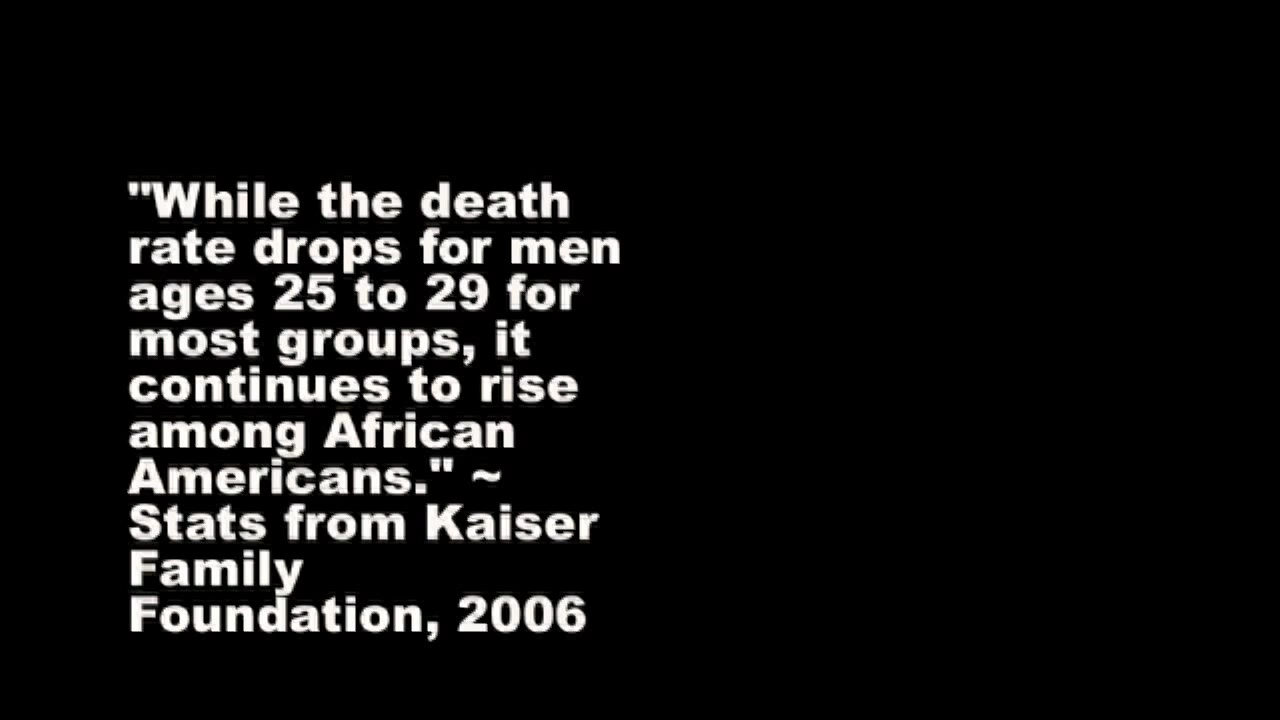 "While the death
rate drops for men
ages 25 to 29 for
most groups, it
continues to rise
among African
Americans." ~
Stats from Kaiser
Family
Foundation, 2006